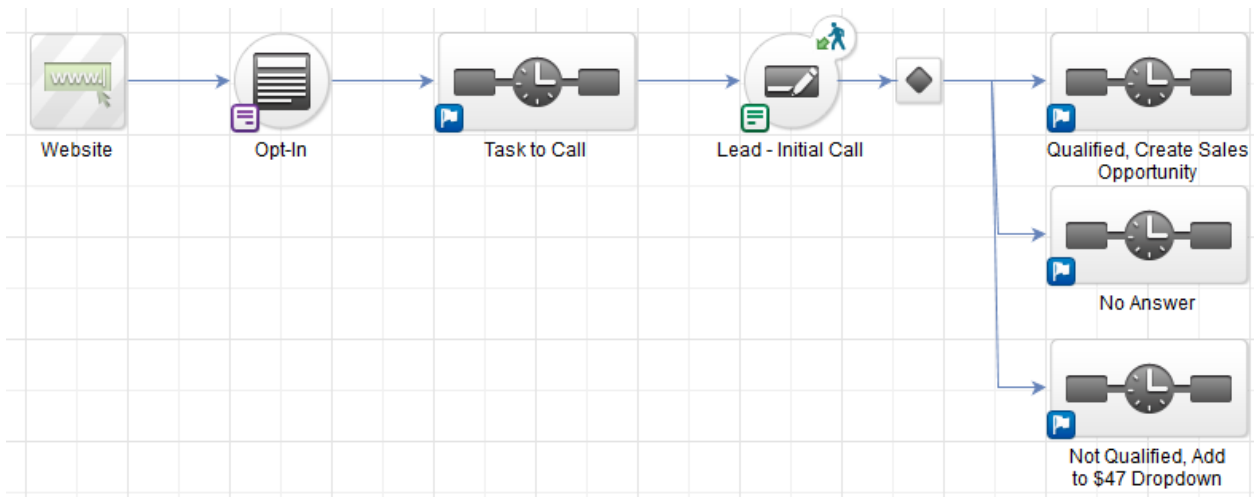 www.
Website
Opt-In
Task to Call
Lead - Initial Call
Qualified, Create Sales
Opportunity
No Answer
Not Qualified, Add
to $47 Dropdown